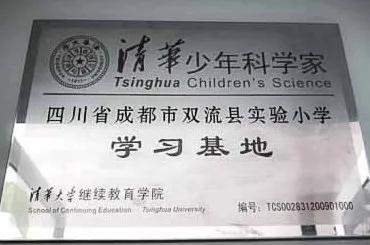 清華少年科学家
Tsinghua Children's Science
四川省成都市双流县实验小学
学习基地
清华大学继续教育学院
School of Continuing Education Tsinghua University
编号：TCS002831200901000